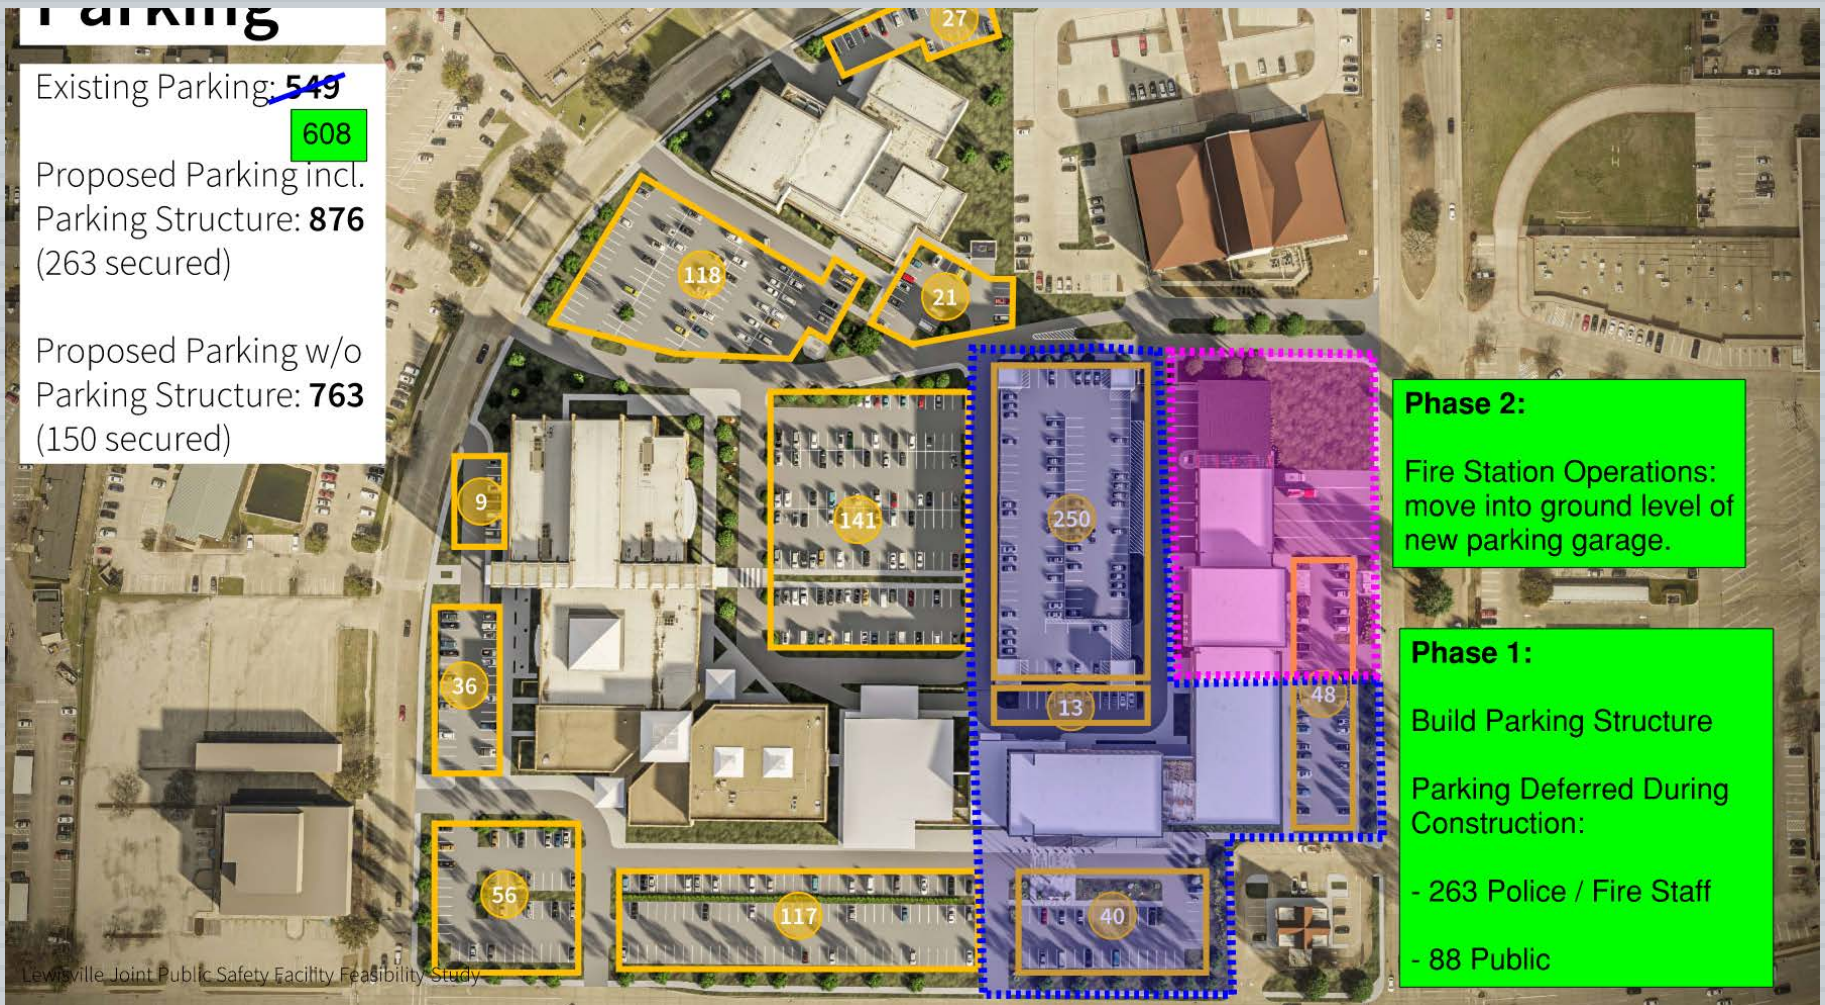 Parking
Existing Parking: 549
608
Proposed Parking incl.
Parking Structure: 876
(263 secured)
Proposed Parking w/o
Parking Structure: 763
(150 secured)
27
118
21
9
141
250
36
13
48
56
117
40
Phase 2:
Fire Station Operations:
move into ground level of
new parking garage.
Phase 1:
Build Parking Structure
Parking Deferred During
Construction:
- 263 Police / Fire Staff
- 88 Public
Lewisville Joint Public Safety Facility Feasibility Study